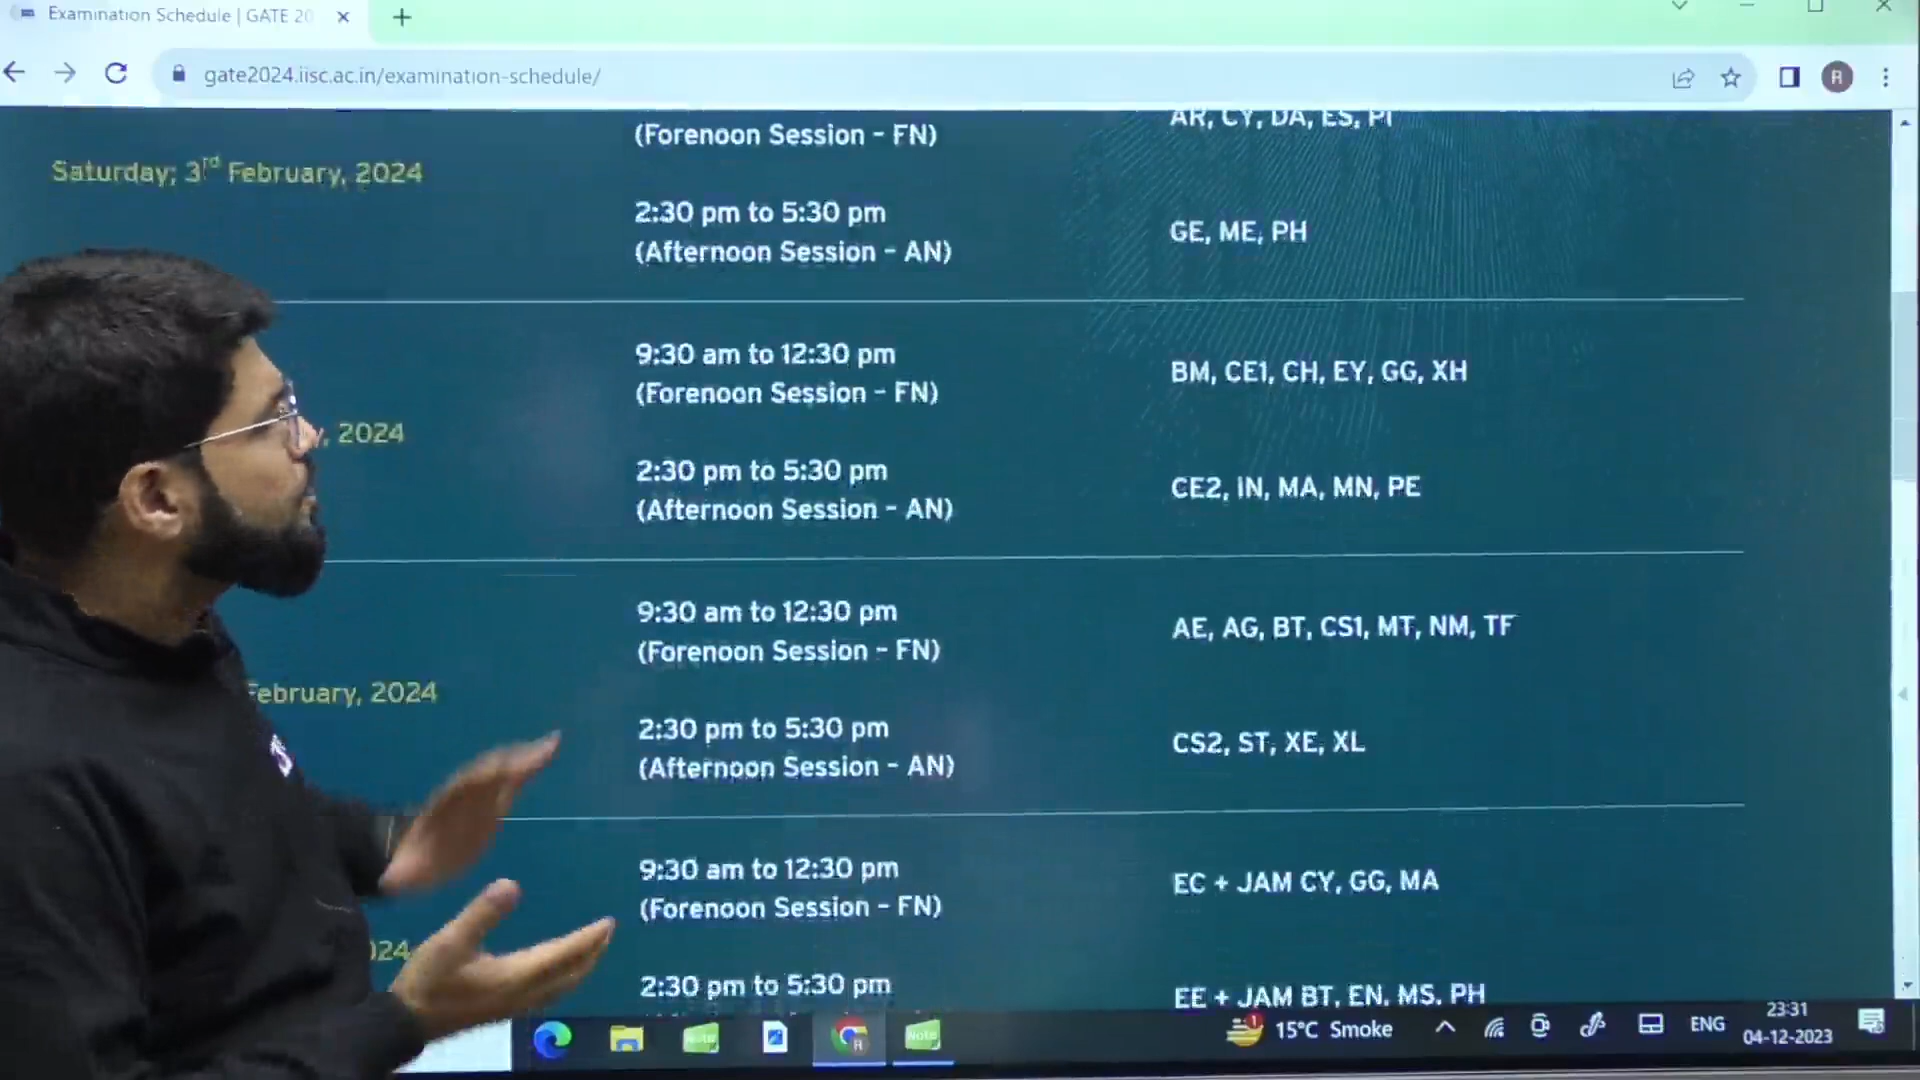 Examination Schedule | GATE 20
gate2024.iisc.ac.in/examination-schedule/
R
(Forenoon Session - FN)
AR, CY, DA, ES, PI
Saturday; 3rd February, 2024
2:30 pm to 5:30 pm
(Afternoon Session - AN)
GE, ME, PH
9:30 am to 12:30 pm
(Forenoon Session - FN)
BM, CE1, CH, EY, GG, XH
, 2024
2:30 pm to 5:30 pm
(Afternoon Session - AN)
CE2, IN, MA, MN, PE
9:30 am to 12:30 pm
(Forenoon Session - FN)
AE, AG, BT, CS1, MT, NM, TF
February, 2024
2:30 pm to 5:30 pm
(Afternoon Session - AN)
CS2, ST, XE, XL
9:30 am to 12:30 pm
(Forenoon Session - FN)
EC + JAM CY, GG, MA
2:30 pm to 5:30 pm
EE + JAM BT, EN, MS, PH
Note
R
Note
1
15°C Smoke
ENG
23:31
04-12-2023